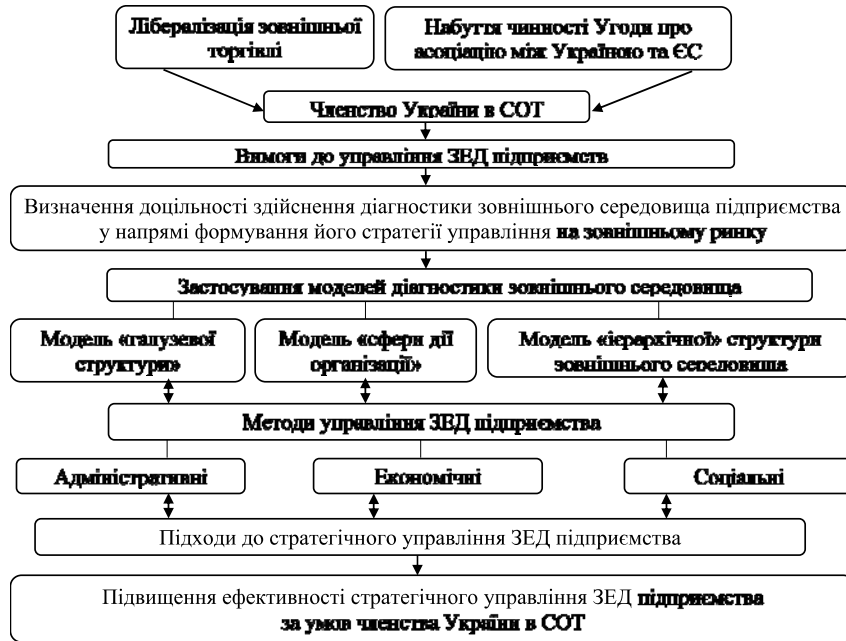 Лібералізація зовнішньої
торгівлі
Набуття чинності Угоди про
асоціацію між Україною та ЄС
Членство України в СОТ
Вимоги до управління ЗЕД підприємств
Визначення доцільності здійснення діагностики зовнішнього середовища підприємства
у напрямі формування його стратегії управління на зовнішньому ринку
Застосування моделей діагностики зовнішнього середовища
Модель «галузевої
структури»
Модель «сфери дії
організації»
Модель «ієрархічної» структури
зовнішнього середовища
Методи управління ЗЕД підприємства
Адміністративні
Економічні
Соціальні
Підходи до стратегічного управління ЗЕД підприємства
Підвищення ефективності стратегічного управління ЗЕД підприємства
за умов членства України в СОТ